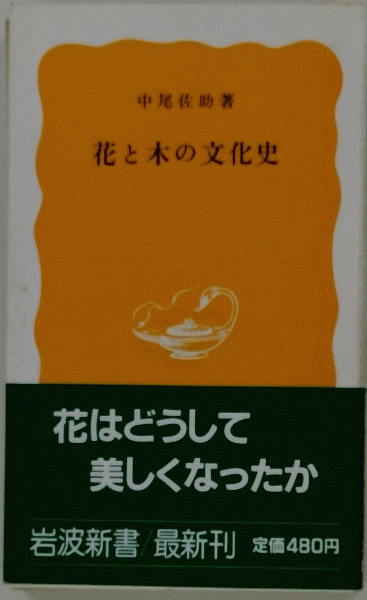 中尾佐助著
花と木の文化史
花はどうして
美しくなったか
岩波新書/最新刊 定価480円